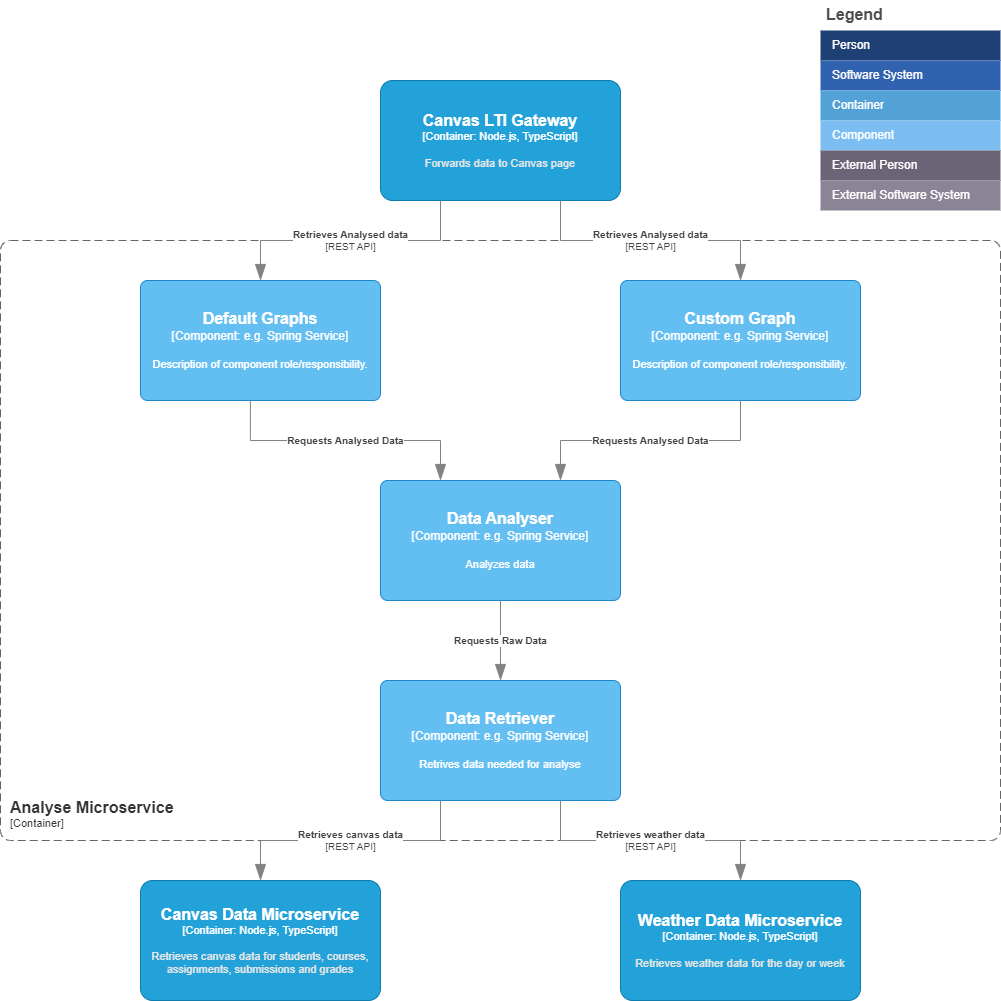 Legend
Person
Software System
Container
Component
External Person
External Software System
Canvas LTI Gateway
[Container: Node.js, TypeScript]
Forwards data to Canvas page
Retrieves Analysed data
[REST API]
Retrieves Analysed data
[REST API]
Default Graphs
[Component: e.g. Spring Service]
Description of component role/responsibility.
Custom Graph
[Component: e.g. Spring Service]
Description of component role/responsibility.
Requests Analysed Data
Requests Analysed Data
Data Analyser
[Component: e.g. Spring Service]
Analyzes data
Requests Raw Data
Data Retriever
[Component: e.g. Spring Service]
Retrives data needed for analyse
Analyse Microservice
[Container]
Retrieves canvas data
[REST API]
Retrieves weather data
[REST API]
Canvas Data Microservice
[Container: Node.js, TypeScript]
Retrieves canvas data for students, courses,
assignments, submissions and grades
Weather Data Microservice
[Container: Node.js, TypeScript]
Retrieves weather data for the day or week